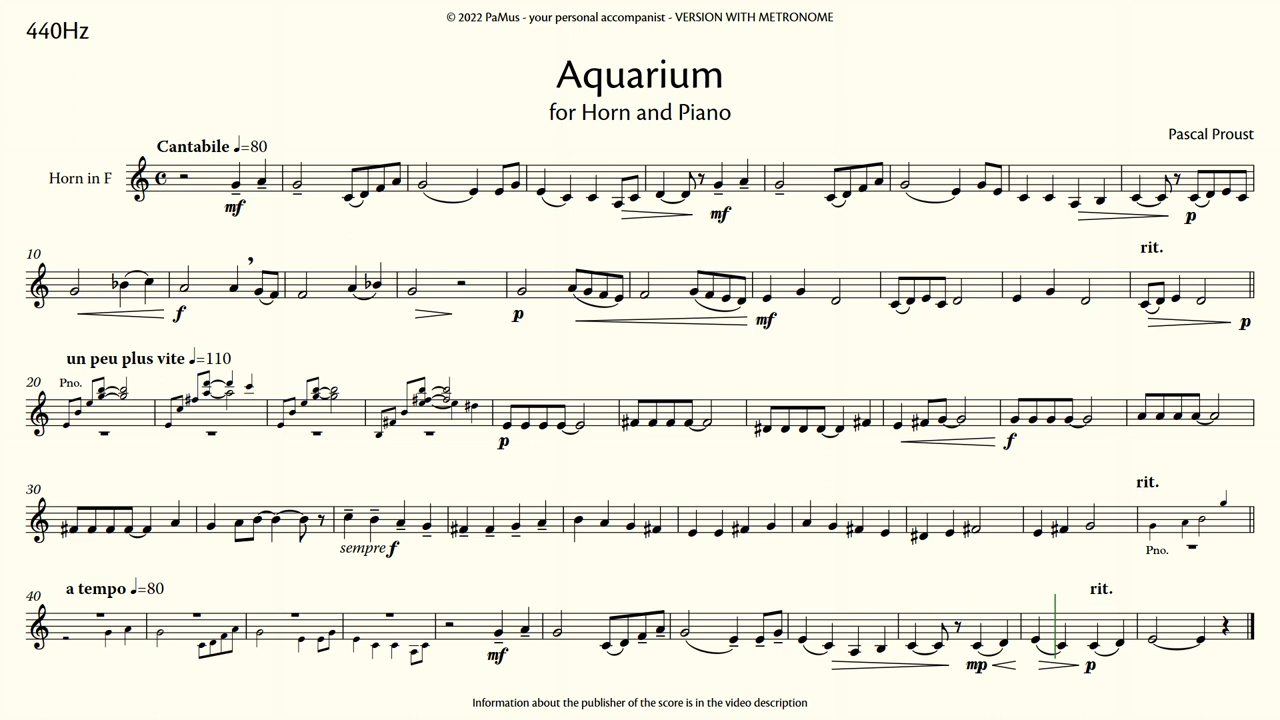 © 2022 PaMus - your personal accompanist - VERSION WITH METRONOME
440Hz
Aquarium
for Horn and Piano
Pascal Proust
Cantabile ♩=80
Horn in F
mf
mf
p
10
rit.
f
p
mf
p
un peu plus vite ♩=110
20
Pno.
p
f
30
rit.
sempre f
Pno.
a tempo ♩=80
rit.
40
mf
mp
p
Information about the publisher of the score is in the video description